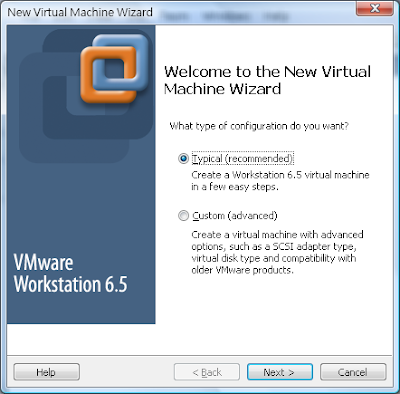 New Virtual Machine Wizard
Welcome to the New Virtual
Machine Wizard
What type of configuration do you want?
Typical (recommended)
Create a Workstation 6.5 virtual machine
in a few easy steps.
Custom (advanced)
Create a virtual machine with advanced
options, such as a SCSI adapter type,
virtual disk type and compatibility with
older VMware products.
VMware
Workstation 6.5
Help
< Back
Next >
Cancel